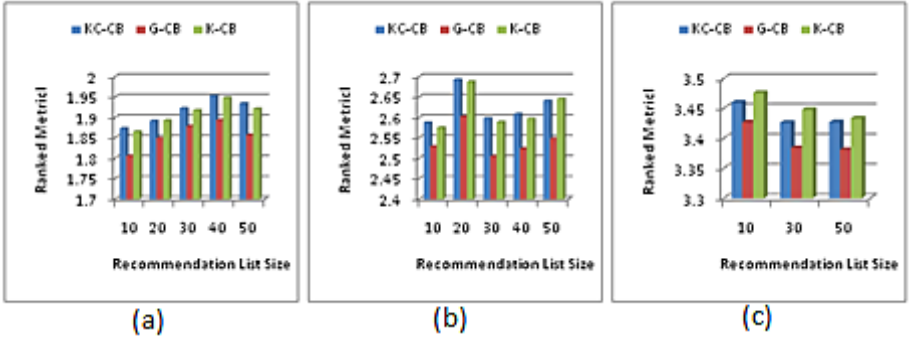 KC-CB G-CB K-CB
2
1.95
1.9
1.85
1.8
1.75
1.7
Ranked Metricl
10 20 30 40 50
Recommendation List Size
(a)
KC-CB G-CB K-CB
2.7
2.65
2.6
2.55
2.5
2.45
2.4
Ranked Metricl
10 20 30 40 50
Recommendation List Size
(b)
KC-CB G-CB K-CB
3.5
3.45
3.4
3.35
3.3
Ranked Metricl
10 30 50
Recommendation List Size
(c)